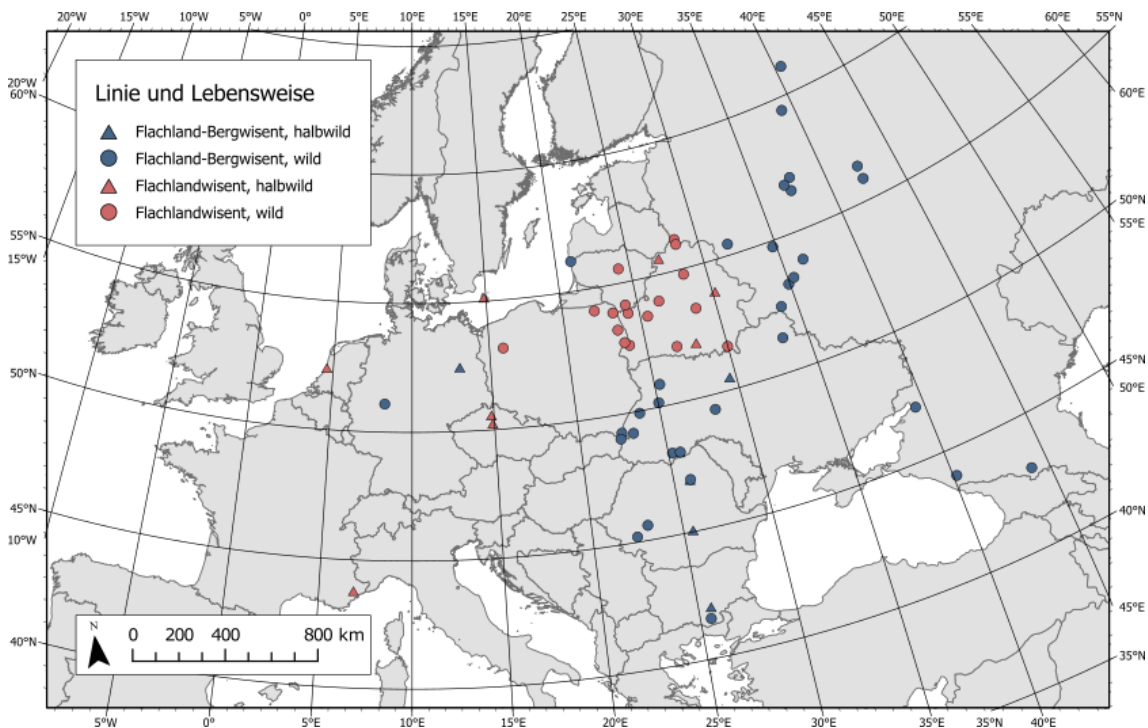 20°W 15°W 10°W 5°W 0° 5°E 10°E 15°E 20°E 25°E 30°E 35°E 40°E 45°E 50°E 55°E 60°E 55°N
20°W
60°N
60°E
Linie und Lebensweise
Flachland-Bergwisent, halbwild
Flachland-Bergwisent, wild
Flachlandwisent, halbwild
Flachlandwisent, wild
50°N
55°E
55°N
15°W
45°N
50°E
50°N
45°N
10°W
40°N
45°E
35°N
40°N
N
0 200 400 800 km
5°W 0° 5°E 10°E 15°E 20°E 25°E 30°E 35°E 40°E